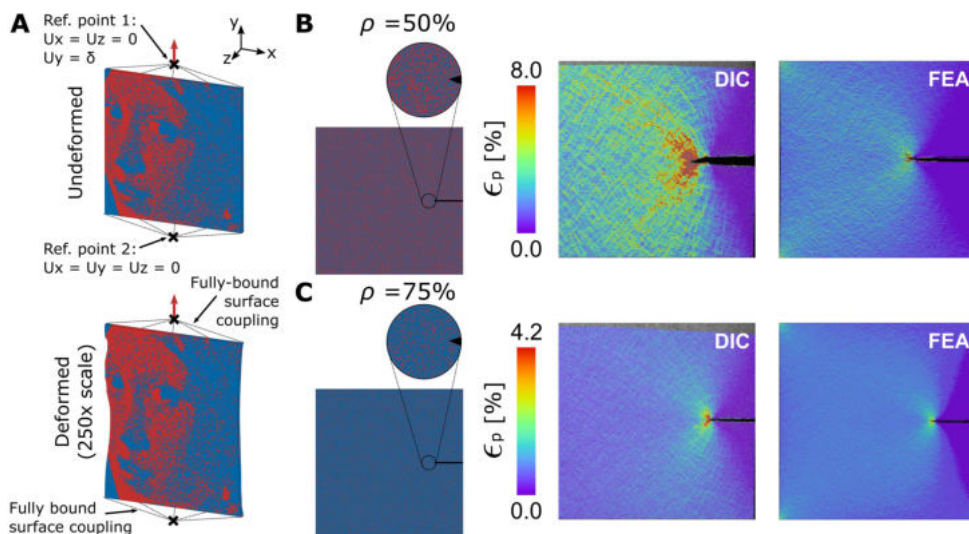 A
Ref. point 1:
Ux = Uz = 0
Uy = δ
y
z
x
Undeformed
Ref. point 2:
Ux = Uy = Uz = 0
Fully-bound
surface
coupling
Deformed
(250x scale)
Fully bound
surface coupling
B
ρ = 50%
8.0
ϵp [%]
0.0
DIC
FEA
C
ρ = 75%
4.2
ϵp [%]
0.0
DIC
FEA